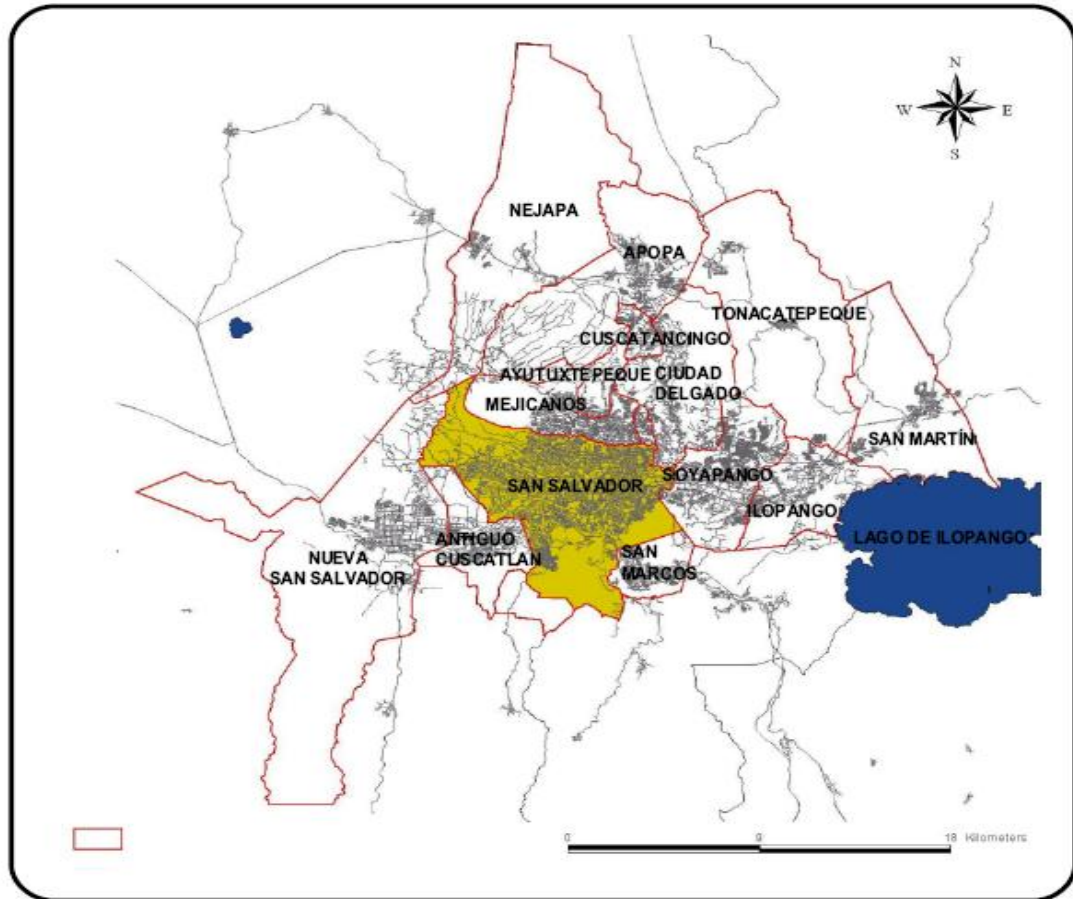 N
W
E
S
NEJAPA
APOPA
TONACATEPEQUE
CUSCATANCINGO
AYUTUXTEPEQUE
CIUDAD
DELGADO
MEJICANOS
SAN MARTÍN
SOYAPANGO
SAN SALVADOR
ILOPANGO
LAGO DE ILOPANGO
ANTIGUO
CUSCATLAN
SAN
MARCOS
NUEVA
SAN SALVADOR
0
9
18 Kilometers